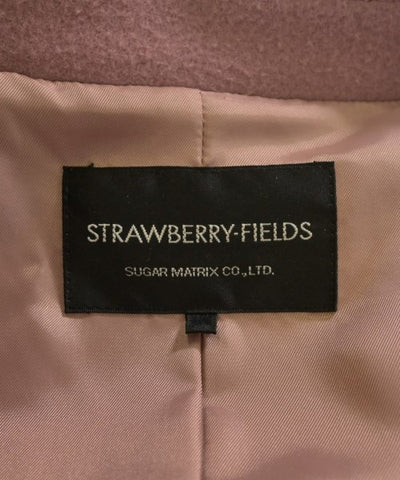 STRAWBERRY-FIELDS
SUGAR MATRIX CO.,LTD.